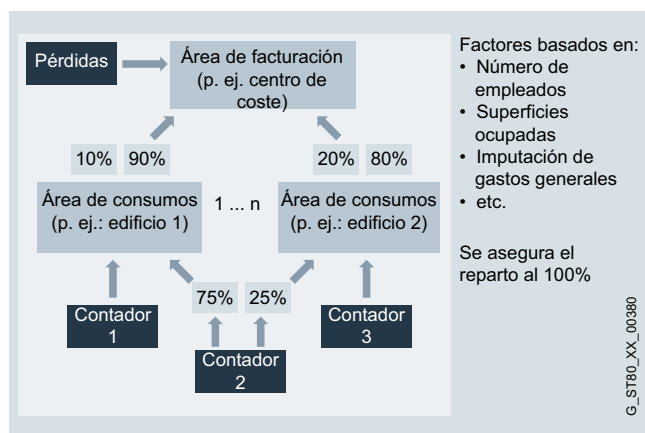 Pérdidas
Área de facturación
(p. ej. centro de
coste)
10% 90%
20% 80%
Área de consumos
(p. ej.: edificio 1)
1 ... n
Área de consumos
(p. ej.: edificio 2)
75% 25%
Contador
1
Contador
2
Contador
3
Factores basados en:
• Número de
empleados
• Superficies
ocupadas
• Imputación de
gastos generales
• etc.
Se asegura el
reparto al 100%
G_ST80_XX_00380